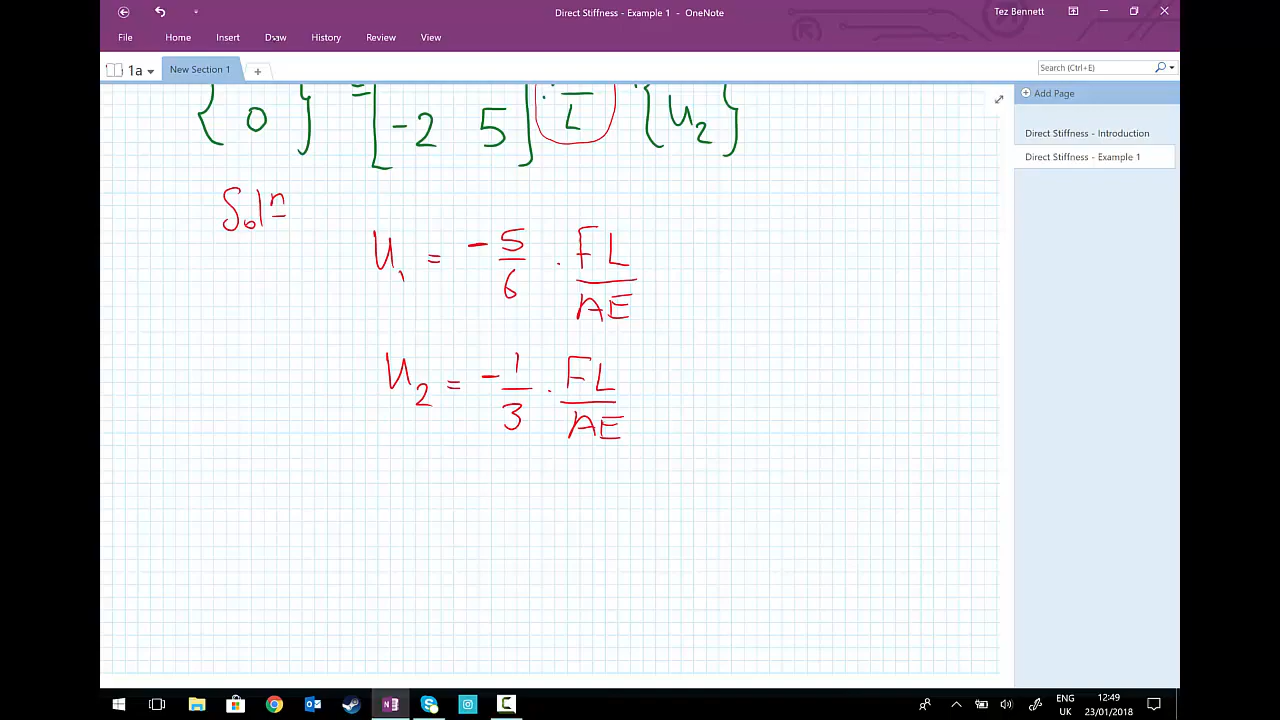 Direct Stiffness - Example 1 - OneNote
Tez Bennett
File Home Insert Draw History Review View
1a
New Section 1
+
Search (Ctrl+E)
Add Page
Direct Stiffness - Introduction
Direct Stiffness - Example 1
{ 0 } = [ -2 5 ] . — L . { u2 }
Soln
U1 = - 5/6 . FL/AE
U2 = - 1/3 . FL/AE
ENG
UK
12:49
23/01/2018